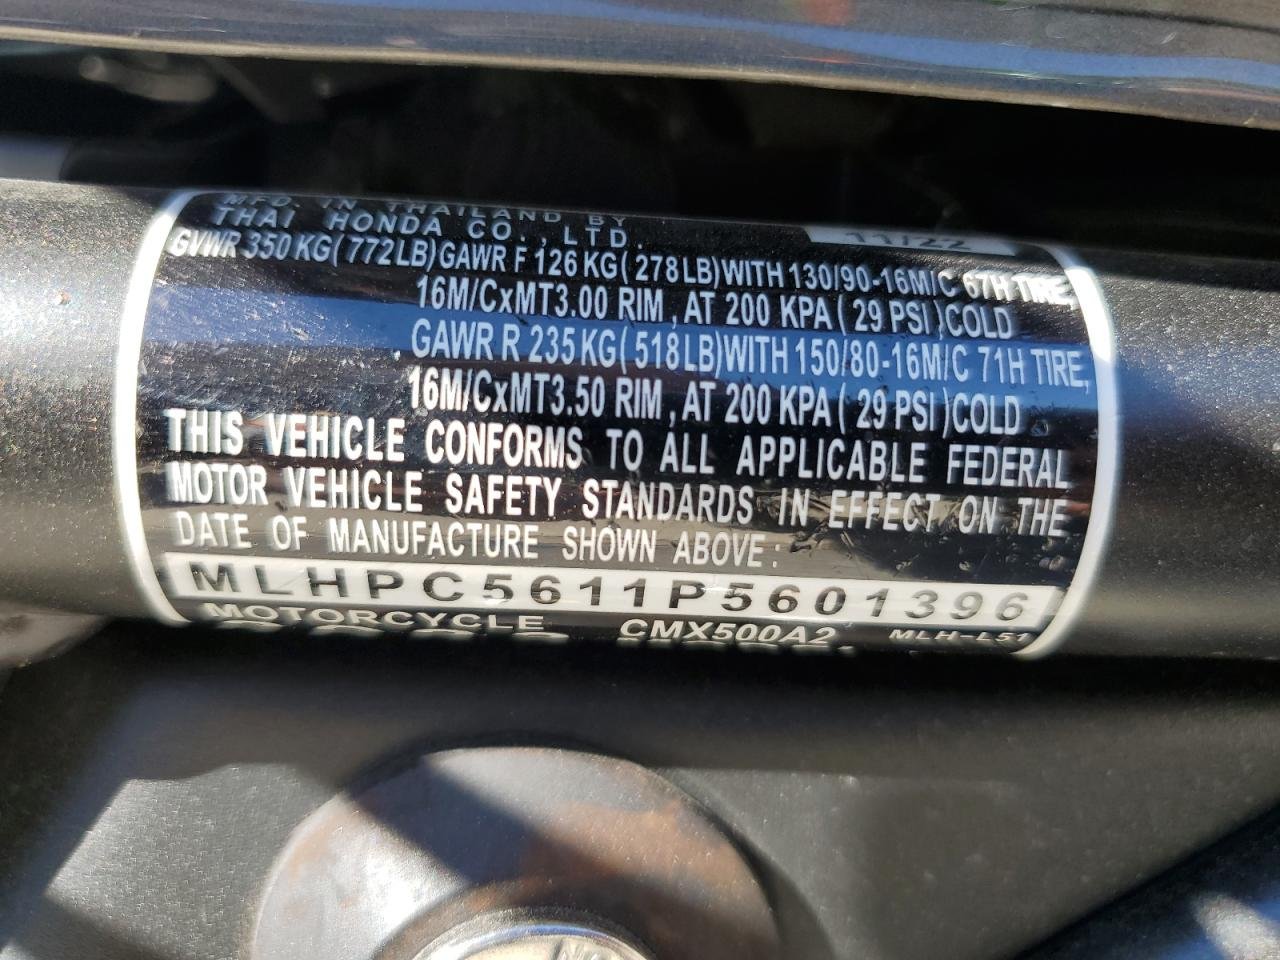 MFD. IN THAILAND BY
THAI HONDA CO., LTD. 11/22
GVWR 350 KG( 772LB)GAWR F 126 KG( 278LB)WITH 130/90-16M/C 67H TIRE,
16M/CxMT3.00 RIM , AT 200 KPA( 29 PSI )COLD
. GAWR R 235 KG( 518LB)WITH 150/80-16M/C 71H TIRE,
16M/CxMT3.50 RIM , AT 200 KPA ( 29 PSI )COLD
THIS VEHICLE CONFORMS TO ALL APPLICABLE FEDERAL
MOTOR VEHICLE SAFETY STANDARDS IN EFFECT ON THE
DATE OF MANUFACTURE SHOWN ABOVE :
MLHPC5611P5601396
MOTORCYCLE CMX500A2 MLH-L51